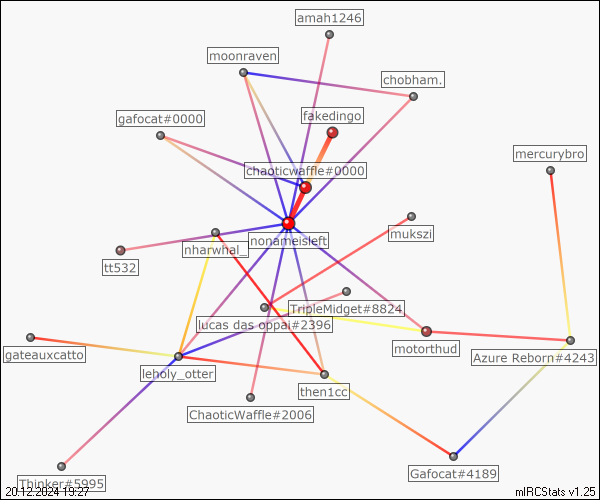 amah1246
moonraven
chobham.
fakedingo
gafocat#0000
mercurybro
chaoticwaffle#0000
mukszi
nonameisleft
nharwhal_
tt532
TripleMidget#8824
lucas das oppai#2396
motorthud
gateauxcatto
Azure Reborn#4243
leholy_otter
then1cc
ChaoticWaffle#2006
Gafocat#4189
Thinker#5995
20.12.2024 19:27
mIRCStats v1.25